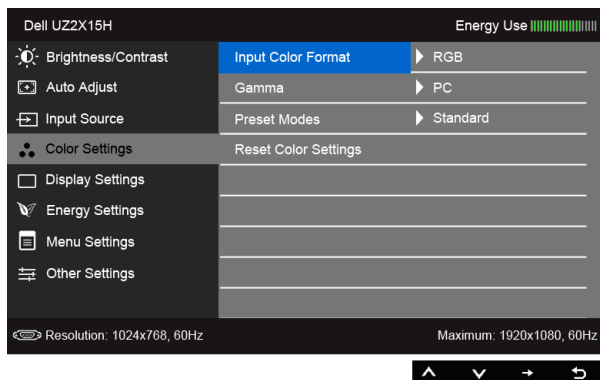 Dell UZ2X15H Energy Use
Brightness/Contrast Input Color Format RGB
Auto Adjust Gamma PC
Input Source Preset Modes Standard
Color Settings Reset Color Settings
Display Settings
Energy Settings
Menu Settings
Other Settings
Resolution: 1024x768, 60Hz Maximum: 1920x1080, 60Hz